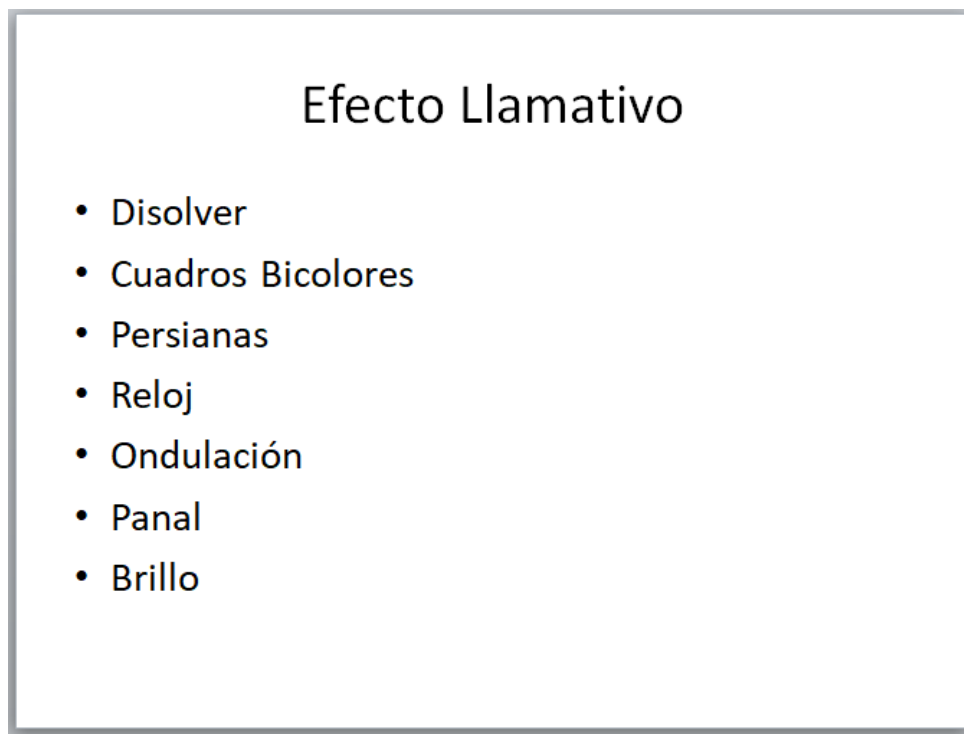 Efecto Llamativo
• Disolver
• Cuadros Bicolores
• Persianas
• Reloj
• Ondulación
• Panal
• Brillo